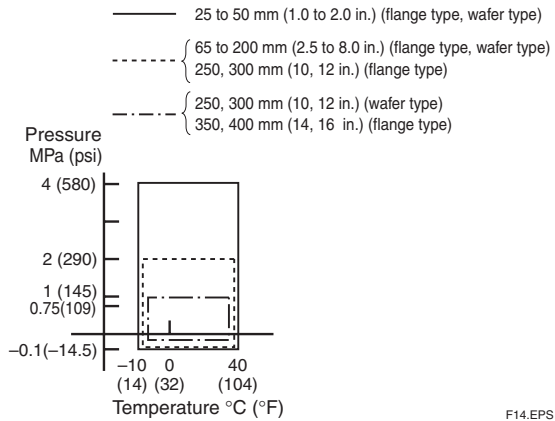 25 to 50 mm (1.0 to 2.0 in.) (flange type, wafer type)
65 to 200 mm (2.5 to 8.0 in.) (flange type, wafer type)
250, 300 mm (10, 12 in.) (flange type)
250, 300 mm (10, 12 in.) (wafer type)
350, 400 mm (14, 16 in.) (flange type)
Pressure
MPa (psi)
4 (580)
2 (290)
1 (145)
0.75(109)
–0.1(–14.5)
–10 0 40
(14) (32) (104)
Temperature °C (°F)
F14.EPS